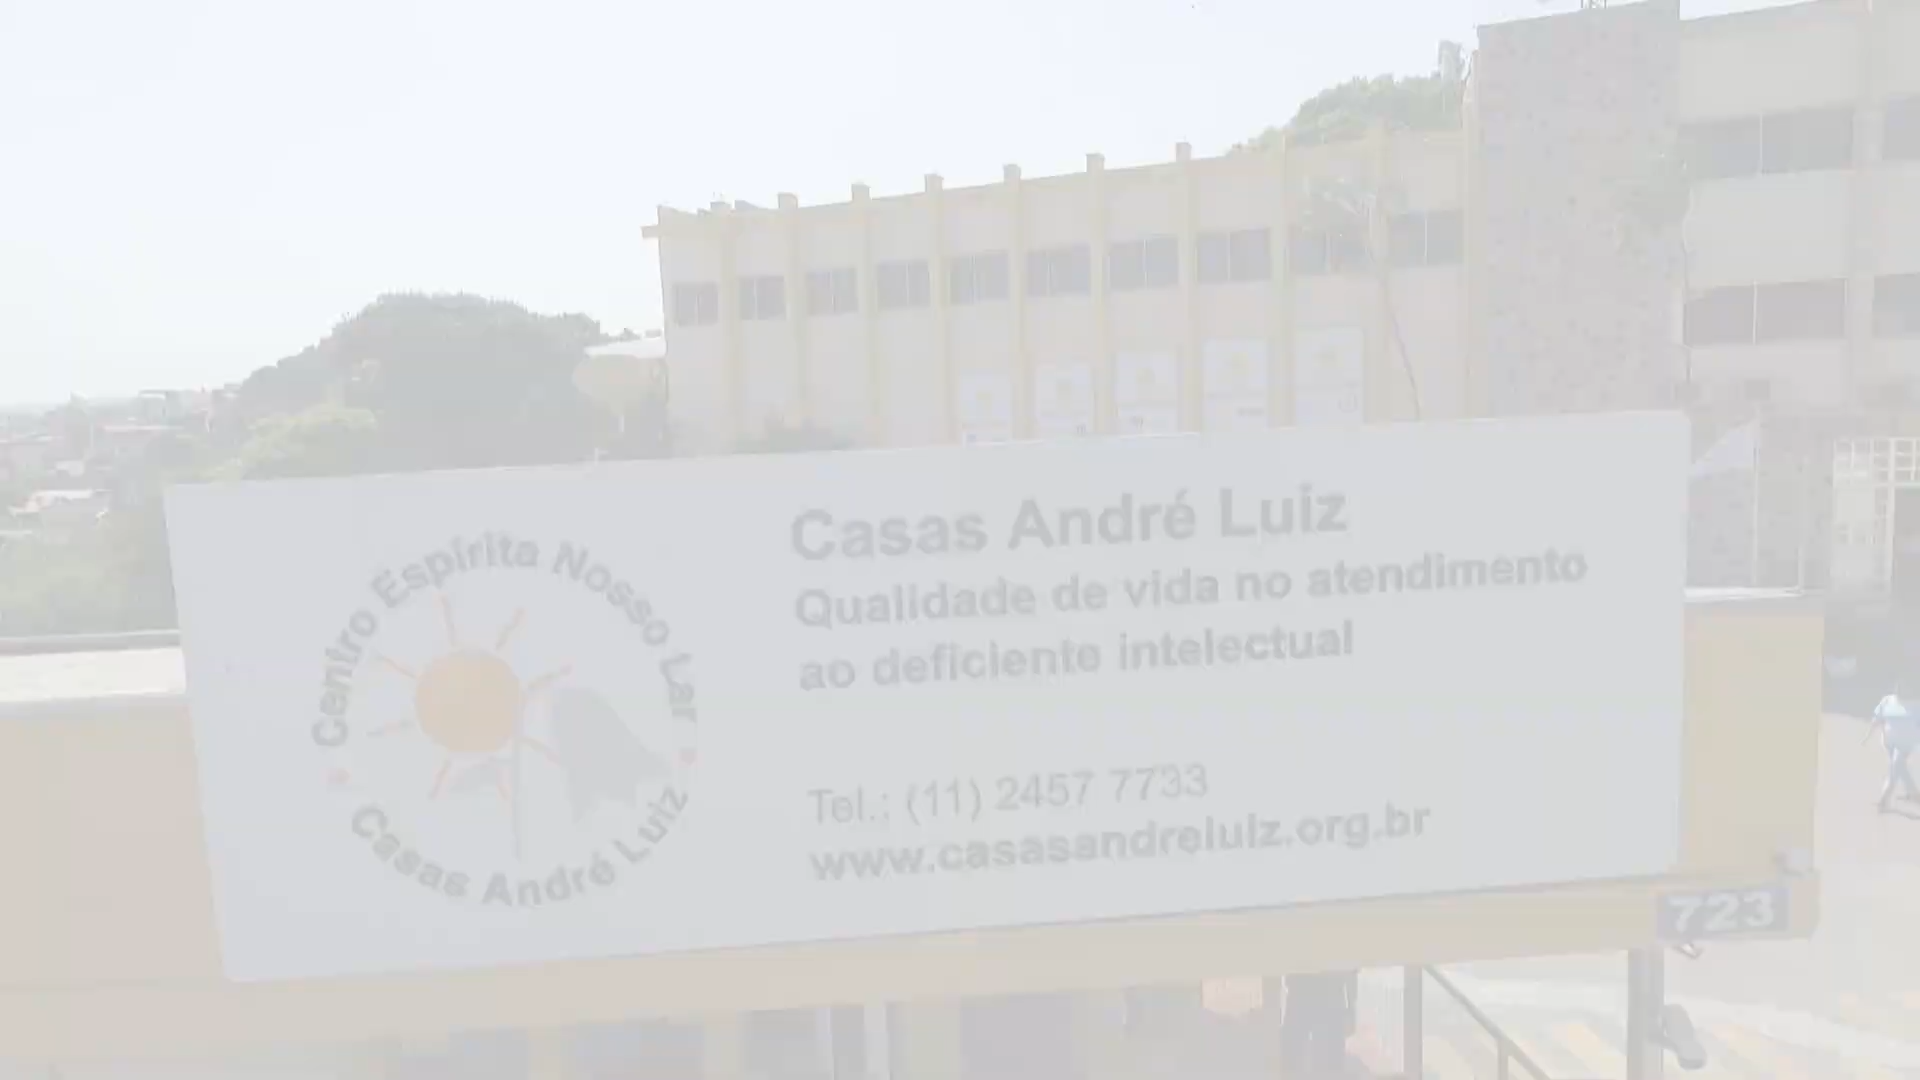 Centro Espírita Nosso Lar
Casas André Luiz
Casas André Luiz
Qualidade de vida no atendimento
ao deficiente intelectual
Tel.: (11) 2457 7733
www.casasandreluiz.org.br
723